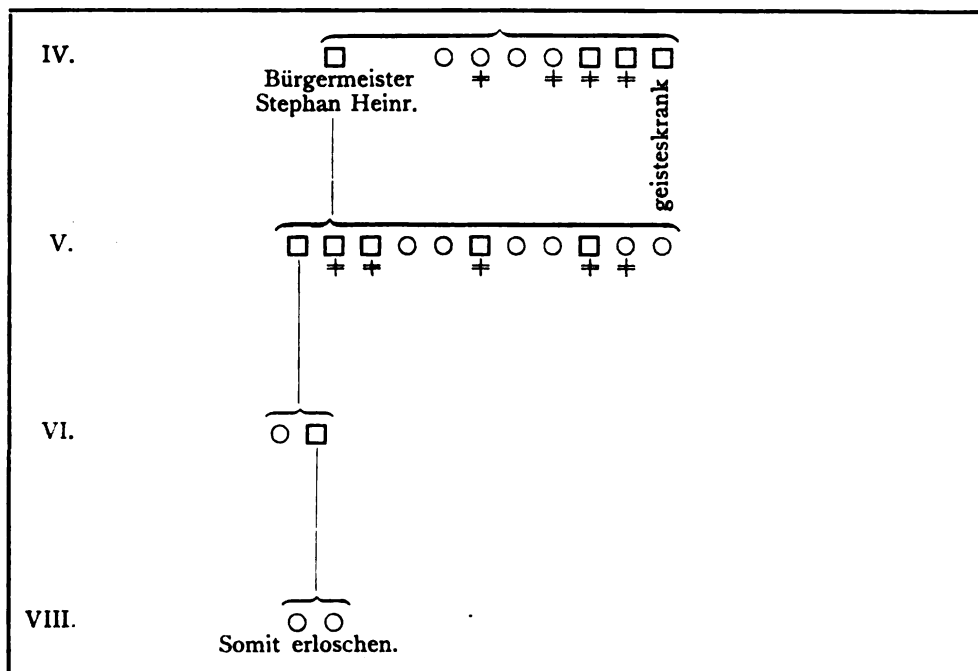 IV.
Bürgermeister
Stephan Heinr.
geisteskrank
V.
VI.
VIII.
Somit erloschen.